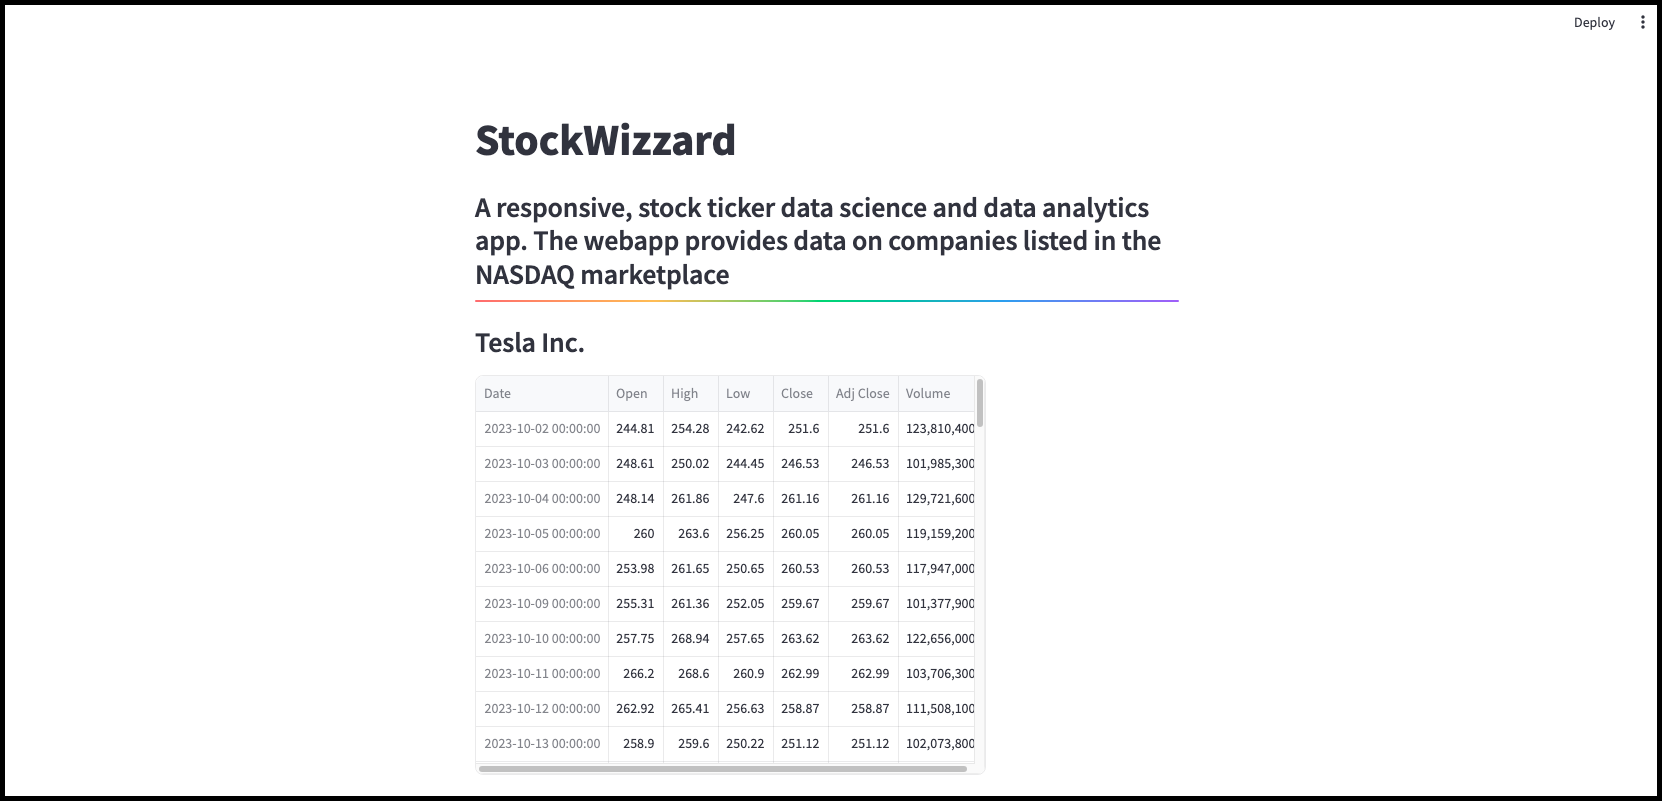 Deploy
StockWizzard
A responsive, stock ticker data science and data analytics
app. The webapp provides data on companies listed in the
NASDAQ marketplace
Tesla Inc.
Date Open High Low Close Adj Close Volume
2023-10-02 00:00:00 244.81 254.28 242.62 251.6 251.6 123,810,400
2023-10-03 00:00:00 248.61 250.02 244.45 246.53 246.53 101,985,300
2023-10-04 00:00:00 248.14 261.86 247.6 261.16 261.16 129,721,600
2023-10-05 00:00:00 260 263.6 256.25 260.05 260.05 119,159,200
2023-10-06 00:00:00 253.98 261.65 250.65 260.53 260.53 117,947,000
2023-10-09 00:00:00 255.31 261.36 252.05 259.67 259.67 101,377,900
2023-10-10 00:00:00 257.75 268.94 257.65 263.62 263.62 122,656,000
2023-10-11 00:00:00 266.2 268.6 260.9 262.99 262.99 103,706,300
2023-10-12 00:00:00 262.92 265.41 256.63 258.87 258.87 111,508,100
2023-10-13 00:00:00 258.9 259.6 250.22 251.12 251.12 102,073,800